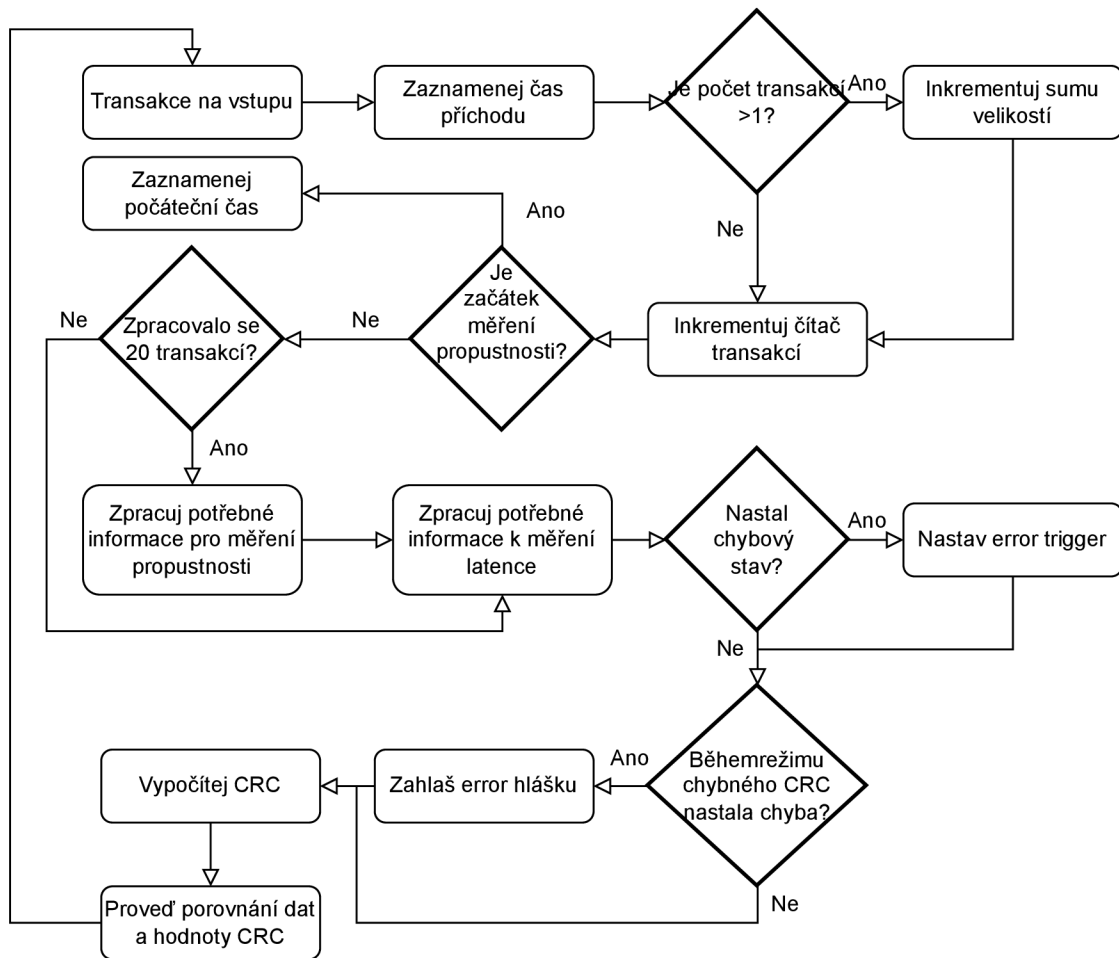 Transakce na vstupu
Zaznamenej čas
příchodu
Je počet transakcí
>1?
Ano
Inkrementuj sumu
velikostí
Zaznamenej
počáteční čas
Ano
Ne
Je
začátek
měření
propustnosti?
Ne
Zpracovalo se
20 transakcí?
Ne
Inkrementuj čítač
transakcí
Ano
Zpracuj potřebné
informace pro měření
propustnosti
Zpracuj potřebné
informace k měření
latence
Nastal
chybový
stav?
Ano
Nastav error trigger
Ne
Běhemrežimu
chybného CRC
nastala chyba?
Ano
Zahlaš error hlášku
Vypočítej CRC
Ne
Proveď porovnání dat
a hodnoty CRC